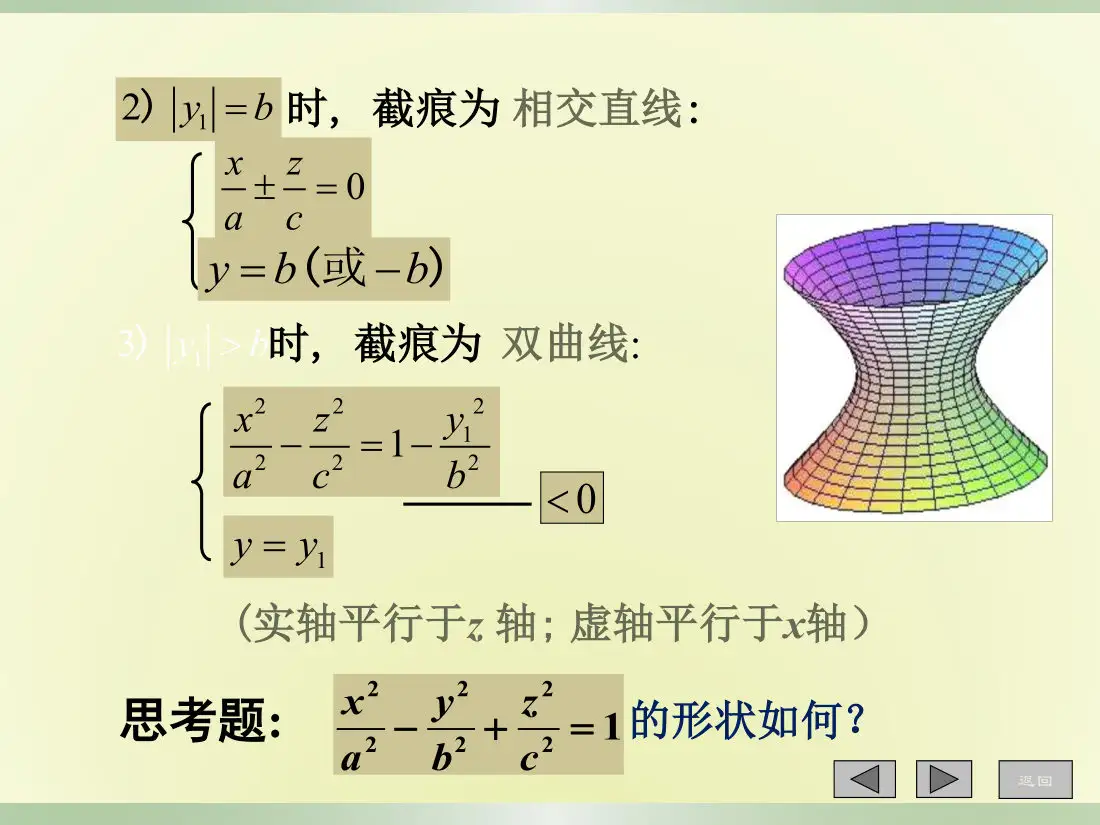 2) |y₁| = b 时, 截痕为 相交直线:
x/a ± z/c = 0
y = b (或 − b)
3) |y₁| > b 时, 截痕为 双曲线:
x²/a² − z²/c² = 1 − y₁²/b²
< 0
y = y₁
(实轴平行于z 轴; 虚轴平行于x轴)
思考题: x²/a² − y²/b² + z²/c² = 1 的形状如何?
返回